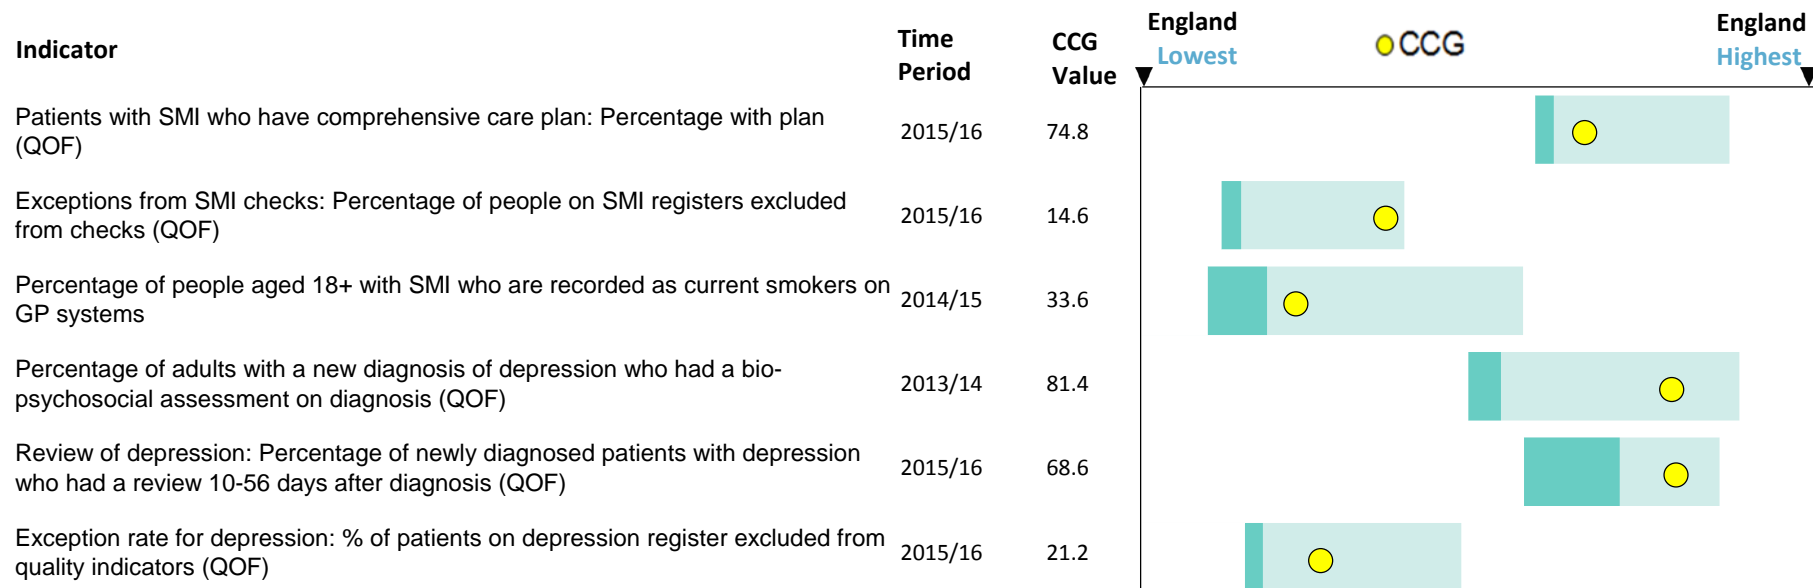 Indicator
Time Period
CCG Value
England Lowest
CCG
England Highest
Patients with SMI who have comprehensive care plan: Percentage with plan
(QOF)
2015/16
74.8
Exceptions from SMI checks: Percentage of people on SMI registers excluded
from checks (QOF)
2015/16
14.6
Percentage of people aged 18+ with SMI who are recorded as current smokers on
GP systems
2014/15
33.6
Percentage of adults with a new diagnosis of depression who had a bio-
psychosocial assessment on diagnosis (QOF)
2013/14
81.4
Review of depression: Percentage of newly diagnosed patients with depression
who had a review 10-56 days after diagnosis (QOF)
2015/16
68.6
Exception rate for depression: % of patients on depression register excluded from
quality indicators (QOF)
2015/16
21.2